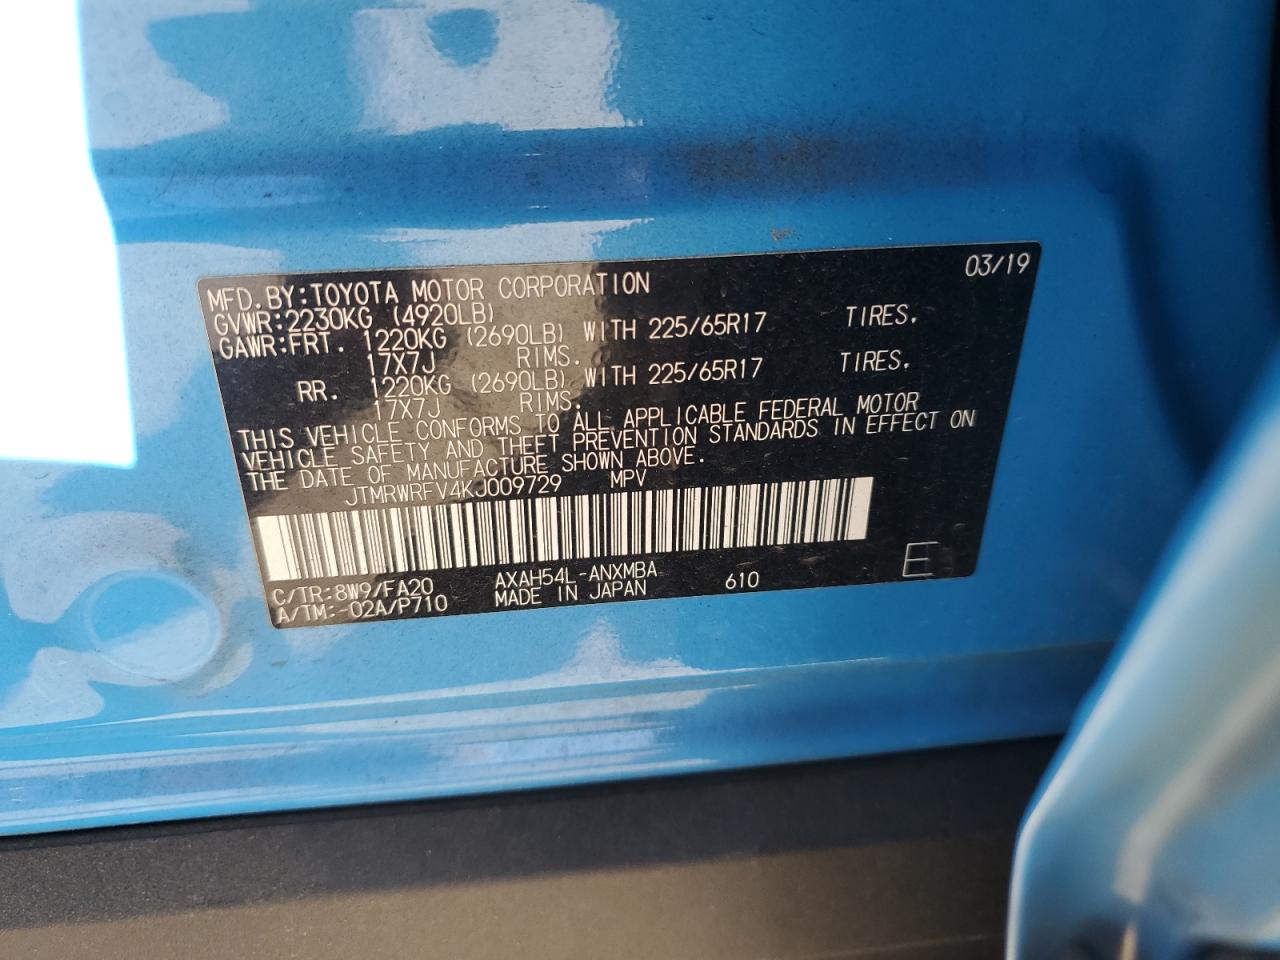 03/19
MFD.BY:TOYOTA MOTOR CORPORATION
GVWR:2230KG (4920LB)
GAWR:FRT. 1220KG (2690LB) WITH 225/65R17 TIRES,
17X7J RIMS.
RR. 1220KG (2690LB) WITH 225/65R17 TIRES,
17X7J RIMS.
THIS VEHICLE CONFORMS TO ALL APPLICABLE FEDERAL MOTOR
VEHICLE SAFETY AND THEFT PREVENTION STANDARDS IN EFFECT ON
THE DATE OF MANUFACTURE SHOWN ABOVE.
JTMRWRFV4KJ009729 MPV
C/TR:8W9/FA20 AXAH54L-ANXMBA 610 E
A/TM:-02A/P710 MADE IN JAPAN